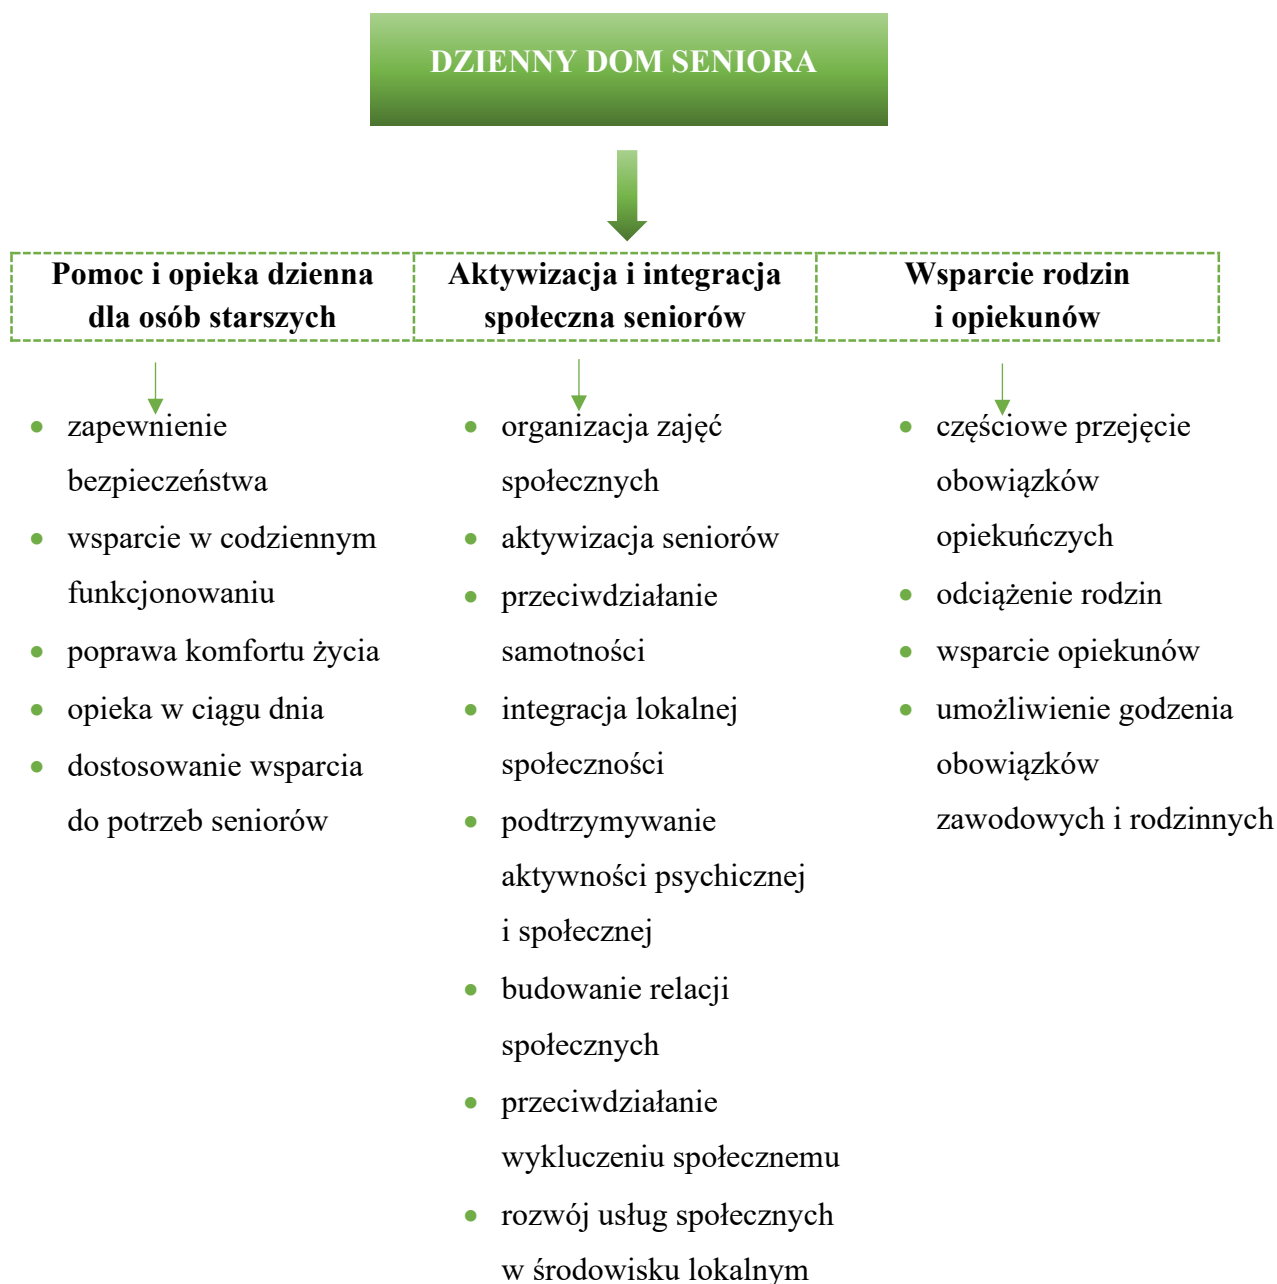 DZIENNY DOM SENIORA
Pomoc i opieka dzienna
dla osób starszych
Aktywizacja i integracja
społeczna seniorów
Wsparcie rodzin
i opiekunów
zapewnienie
bezpieczeństwa
wsparcie w codziennym
funkcjonowaniu
poprawa komfortu życia
opieka w ciągu dnia
dostosowanie wsparcia
do potrzeb seniorów
organizacja zajęć
społecznych
aktywizacja seniorów
przeciwdziałanie
samotności
integracja lokalnej
społeczności
podtrzymywanie
aktywności psychicznej
i społecznej
budowanie relacji
społecznych
przeciwdziałanie
wykluczeniu społecznemu
rozwój usług społecznych
w środowisku lokalnym
częściowe przejęcie
obowiązków
opiekuńczych
odciążenie rodzin
wsparcie opiekunów
umożliwienie godzenia
obowiązków
zawodowych i rodzinnych